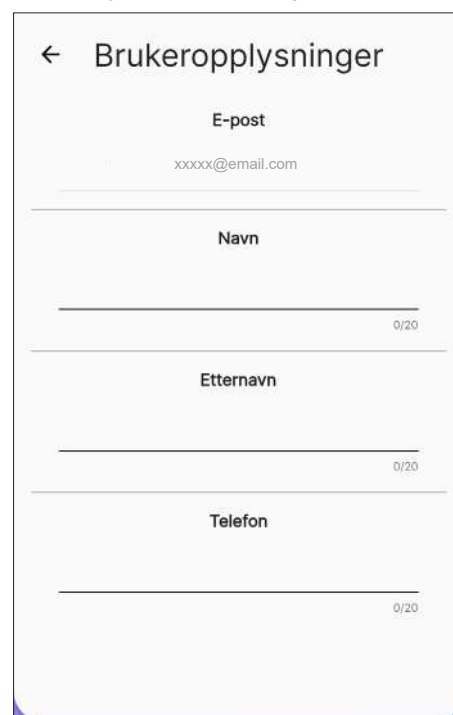 ← Brukeropplysninger
E-post
xxxxx@email.com
Navn
0/20
Etternavn
0/20
Telefon
0/20